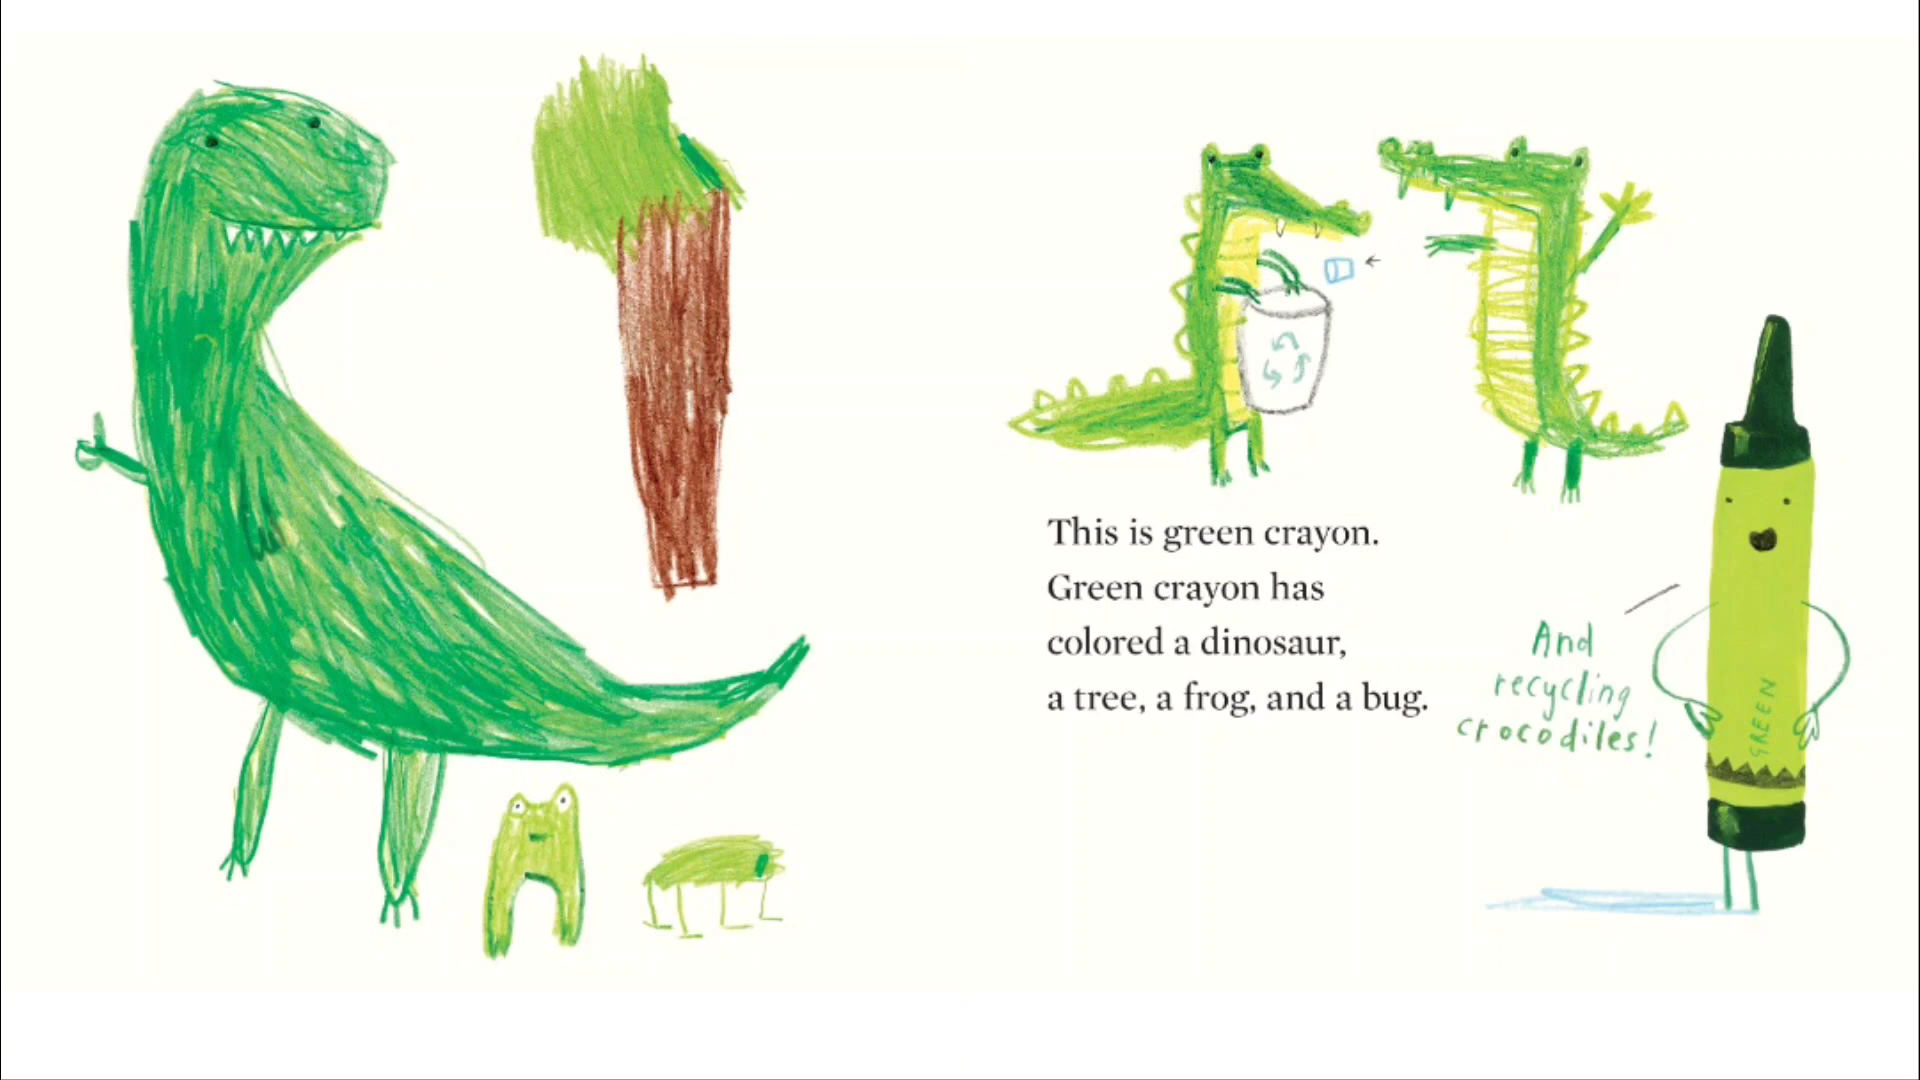 This is green crayon.
Green crayon has
colored a dinosaur,
a tree, a frog, and a bug.
And
recycling
crocodiles!
GREEN